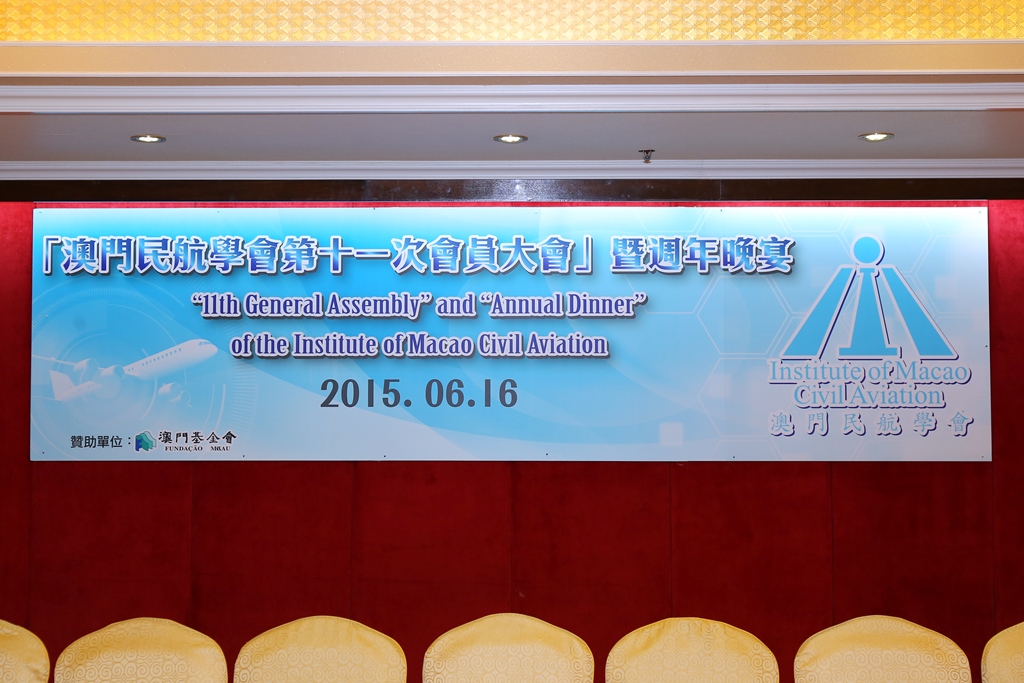 「澳門民航學會第十一次會員大會」暨週年晚宴
“11th General Assembly” and “Annual Dinner”
of the Institute of Macao Civil Aviation
2015. 06.16
贊助單位：澳門基金會
FUNDAÇÃO MACAU
Institute of Macao
Civil Aviation
澳門民航學會